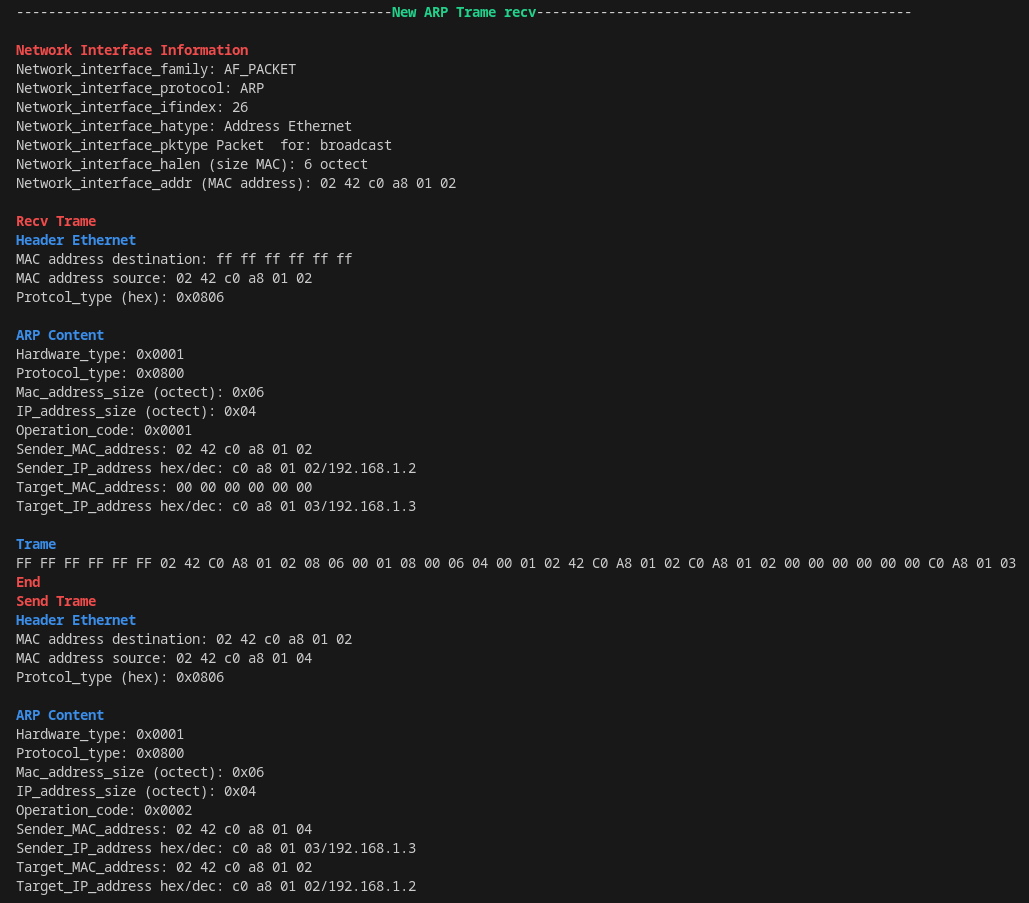 -----------------------------------------------New ARP Trame recv-----------------------------------------------
Network Interface Information
Network_interface_family: AF_PACKET
Network_interface_protocol: ARP
Network_interface_ifindex: 26
Network_interface_hatype: Address Ethernet
Network_interface_pktype Packet  for: broadcast
Network_interface_halen (size MAC): 6 octect
Network_interface_addr (MAC address): 02 42 c0 a8 01 02
Recv Trame
Header Ethernet
MAC address destination: ff ff ff ff ff ff
MAC address source: 02 42 c0 a8 01 02
Protcol_type (hex): 0x0806
ARP Content
Hardware_type: 0x0001
Protocol_type: 0x0800
Mac_address_size (octect): 0x06
IP_address_size (octect): 0x04
Operation_code: 0x0001
Sender_MAC_address: 02 42 c0 a8 01 02
Sender_IP_address hex/dec: c0 a8 01 02/192.168.1.2
Target_MAC_address: 00 00 00 00 00 00
Target_IP_address hex/dec: c0 a8 01 03/192.168.1.3
Trame
FF FF FF FF FF FF 02 42 C0 A8 01 02 08 06 00 01 08 00 06 04 00 01 02 42 C0 A8 01 02 C0 A8 01 02 00 00 00 00 00 00 C0 A8 01 03
End
Send Trame
Header Ethernet
MAC address destination: 02 42 c0 a8 01 02
MAC address source: 02 42 c0 a8 01 04
Protcol_type (hex): 0x0806
ARP Content
Hardware_type: 0x0001
Protocol_type: 0x0800
Mac_address_size (octect): 0x06
IP_address_size (octect): 0x04
Operation_code: 0x0002
Sender_MAC_address: 02 42 c0 a8 01 04
Sender_IP_address hex/dec: c0 a8 01 03/192.168.1.3
Target_MAC_address: 02 42 c0 a8 01 02
Target_IP_address hex/dec: c0 a8 01 02/192.168.1.2